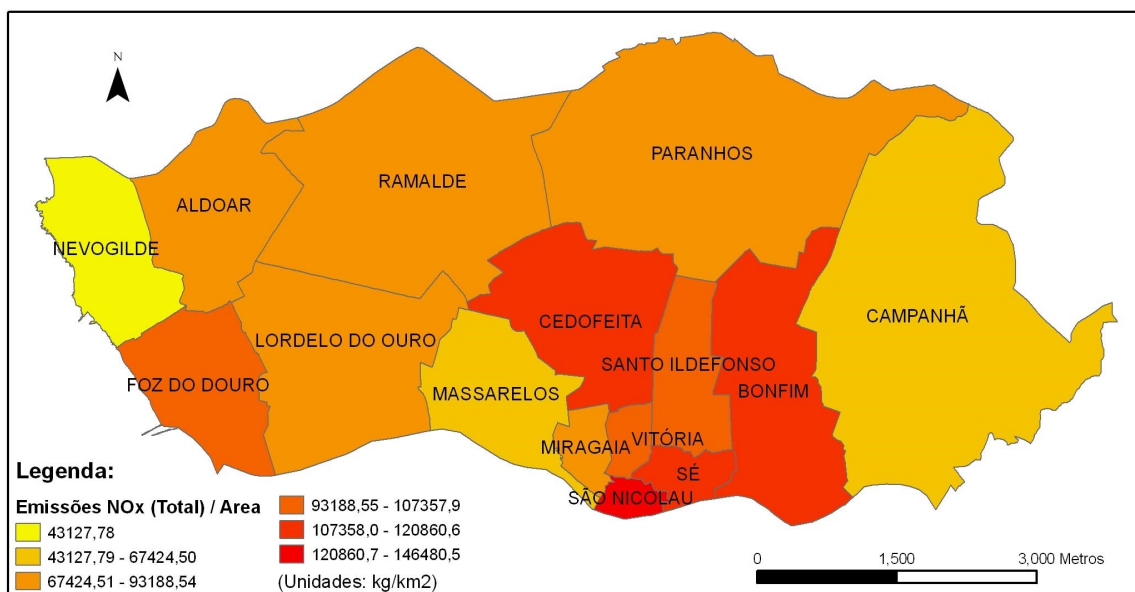 N
PARANHOS
RAMALDE
ALDOAR
NEVOGILDE
CAMPANHÃ
CEDOFEITA
LORDELO DO OURO
SANTO ILDEFONSO
FOZ DO DOURO
MASSARELOS
BONFIM
MIRAGAIA
VITÓRIA
SÉ
SÃO NICOLAU
Legenda:
Emissões NOx (Total) / Area
43127,78
43127,79 - 67424,50
67424,51 - 93188,54
93188,55 - 107357,9
107358,0 - 120860,6
120860,7 - 146480,5
(Unidades: kg/km2)
0 1,500 3,000 Metros